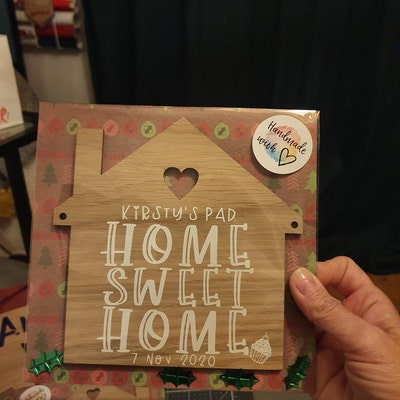 Handmade
with
KIRSTY'S PAD
HOME
SWEET
HOME
7 NOV 2020